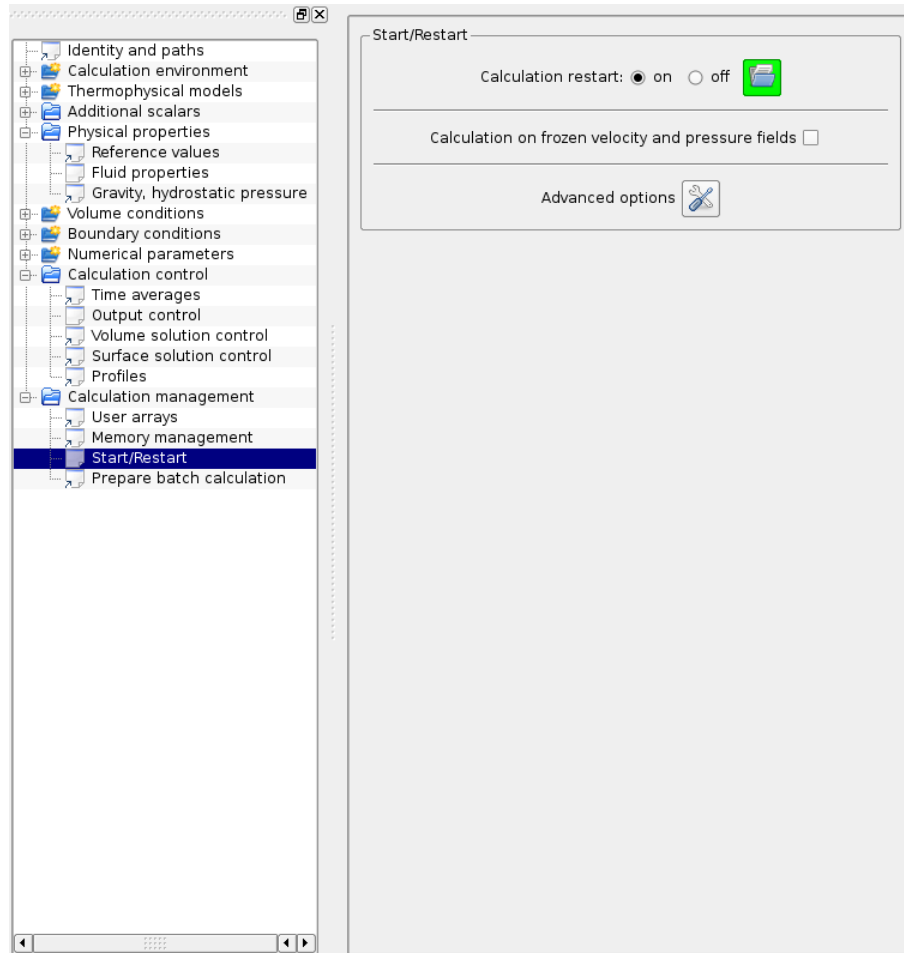 Identity and paths
Calculation environment
Thermophysical models
Additional scalars
Physical properties
Reference values
Fluid properties
Gravity, hydrostatic pressure
Volume conditions
Boundary conditions
Numerical parameters
Calculation control
Time averages
Output control
Volume solution control
Surface solution control
Profiles
Calculation management
User arrays
Memory management
Start/Restart
Prepare batch calculation
Start/Restart
Calculation restart: on off
Calculation on frozen velocity and pressure fields
Advanced options